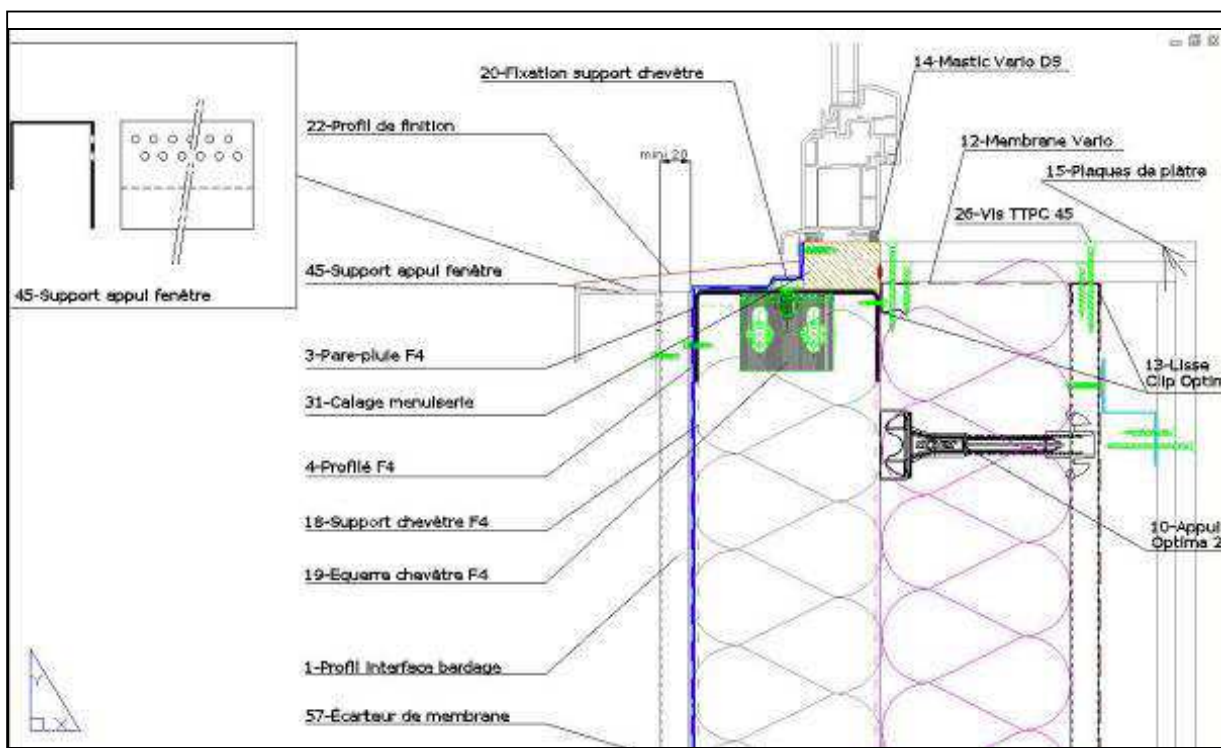 20-Fixation support chevêtre
14-Mastic Vario DS
22-Profil de finition
12-Membrane Vario
mini 20
15-Plaques de plâtre
26-Vis TTPC 45
45-Support appui fenêtre
45-Support appui fenêtre
3-Pare-pluie F4
13-Lisse
Clip Optim
31-Calage menuiserie
4-Profilé F4
18-Support chevêtre F4
10-Appui
Optima 2
19-Equerre chevêtre F4
1-Profil Interface bardage
57-Écarteur de membrane
Y
X